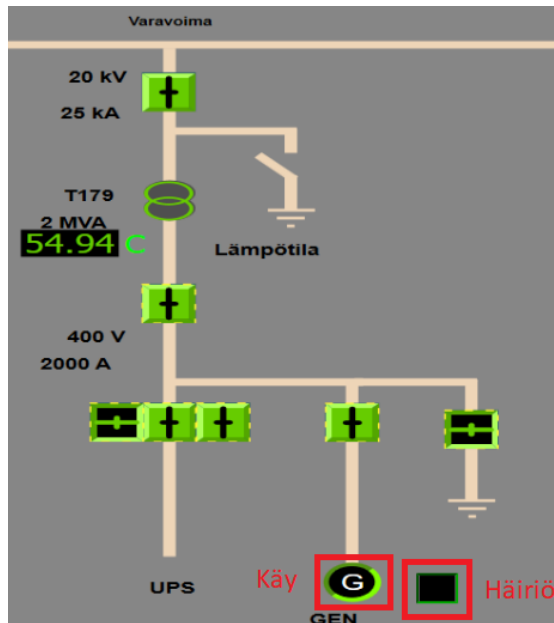 Varavoima
20 kV
25 kA
T179
2 MVA
54.94 C
Lämpötila
400 V
2000 A
Käy
G
Häiriö
UPS
GEN